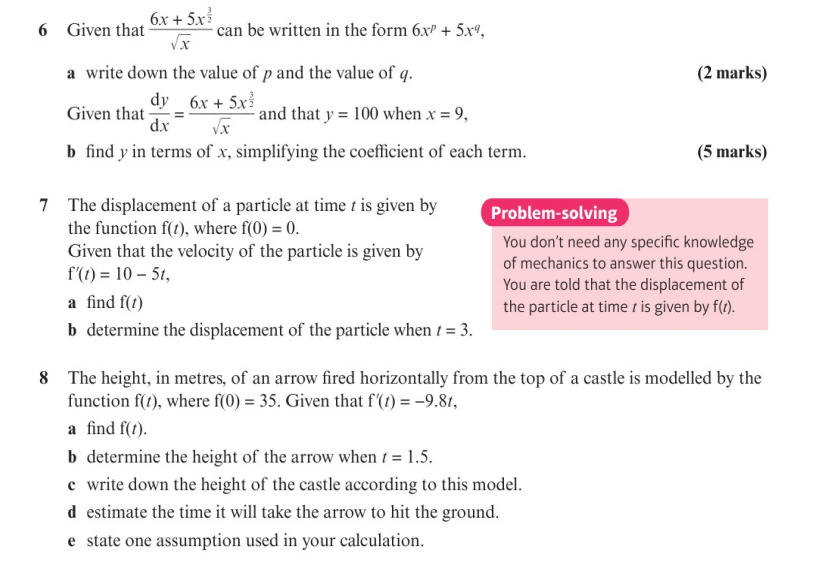 6 Given that (6x + 5x^(3/2))/√x can be written in the form 6x^p + 5x^q,
a write down the value of p and the value of q. (2 marks)
Given that dy/dx = (6x + 5x^(3/2))/√x and that y = 100 when x = 9,
b find y in terms of x, simplifying the coefficient of each term. (5 marks)
7 The displacement of a particle at time t is given by
the function f(t), where f(0) = 0.
Given that the velocity of the particle is given by
f′(t) = 10 – 5t,
a find f(t)
b determine the displacement of the particle when t = 3.
Problem-solving
You don't need any specific knowledge
of mechanics to answer this question.
You are told that the displacement of
the particle at time t is given by f(t).
8 The height, in metres, of an arrow fired horizontally from the top of a castle is modelled by the
function f(t), where f(0) = 35. Given that f′(t) = –9.8t,
a find f(t).
b determine the height of the arrow when t = 1.5.
c write down the height of the castle according to this model.
d estimate the time it will take the arrow to hit the ground.
e state one assumption used in your calculation.